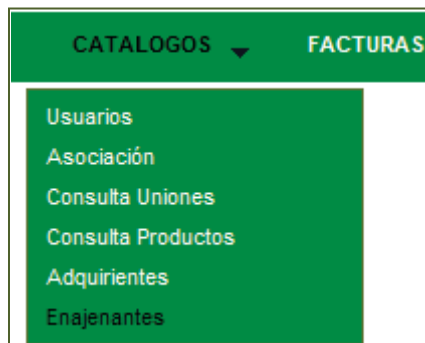 CATALOGOS FACTURAS
Usuarios
Asociación
Consulta Uniones
Consulta Productos
Adquirientes
Enajenantes